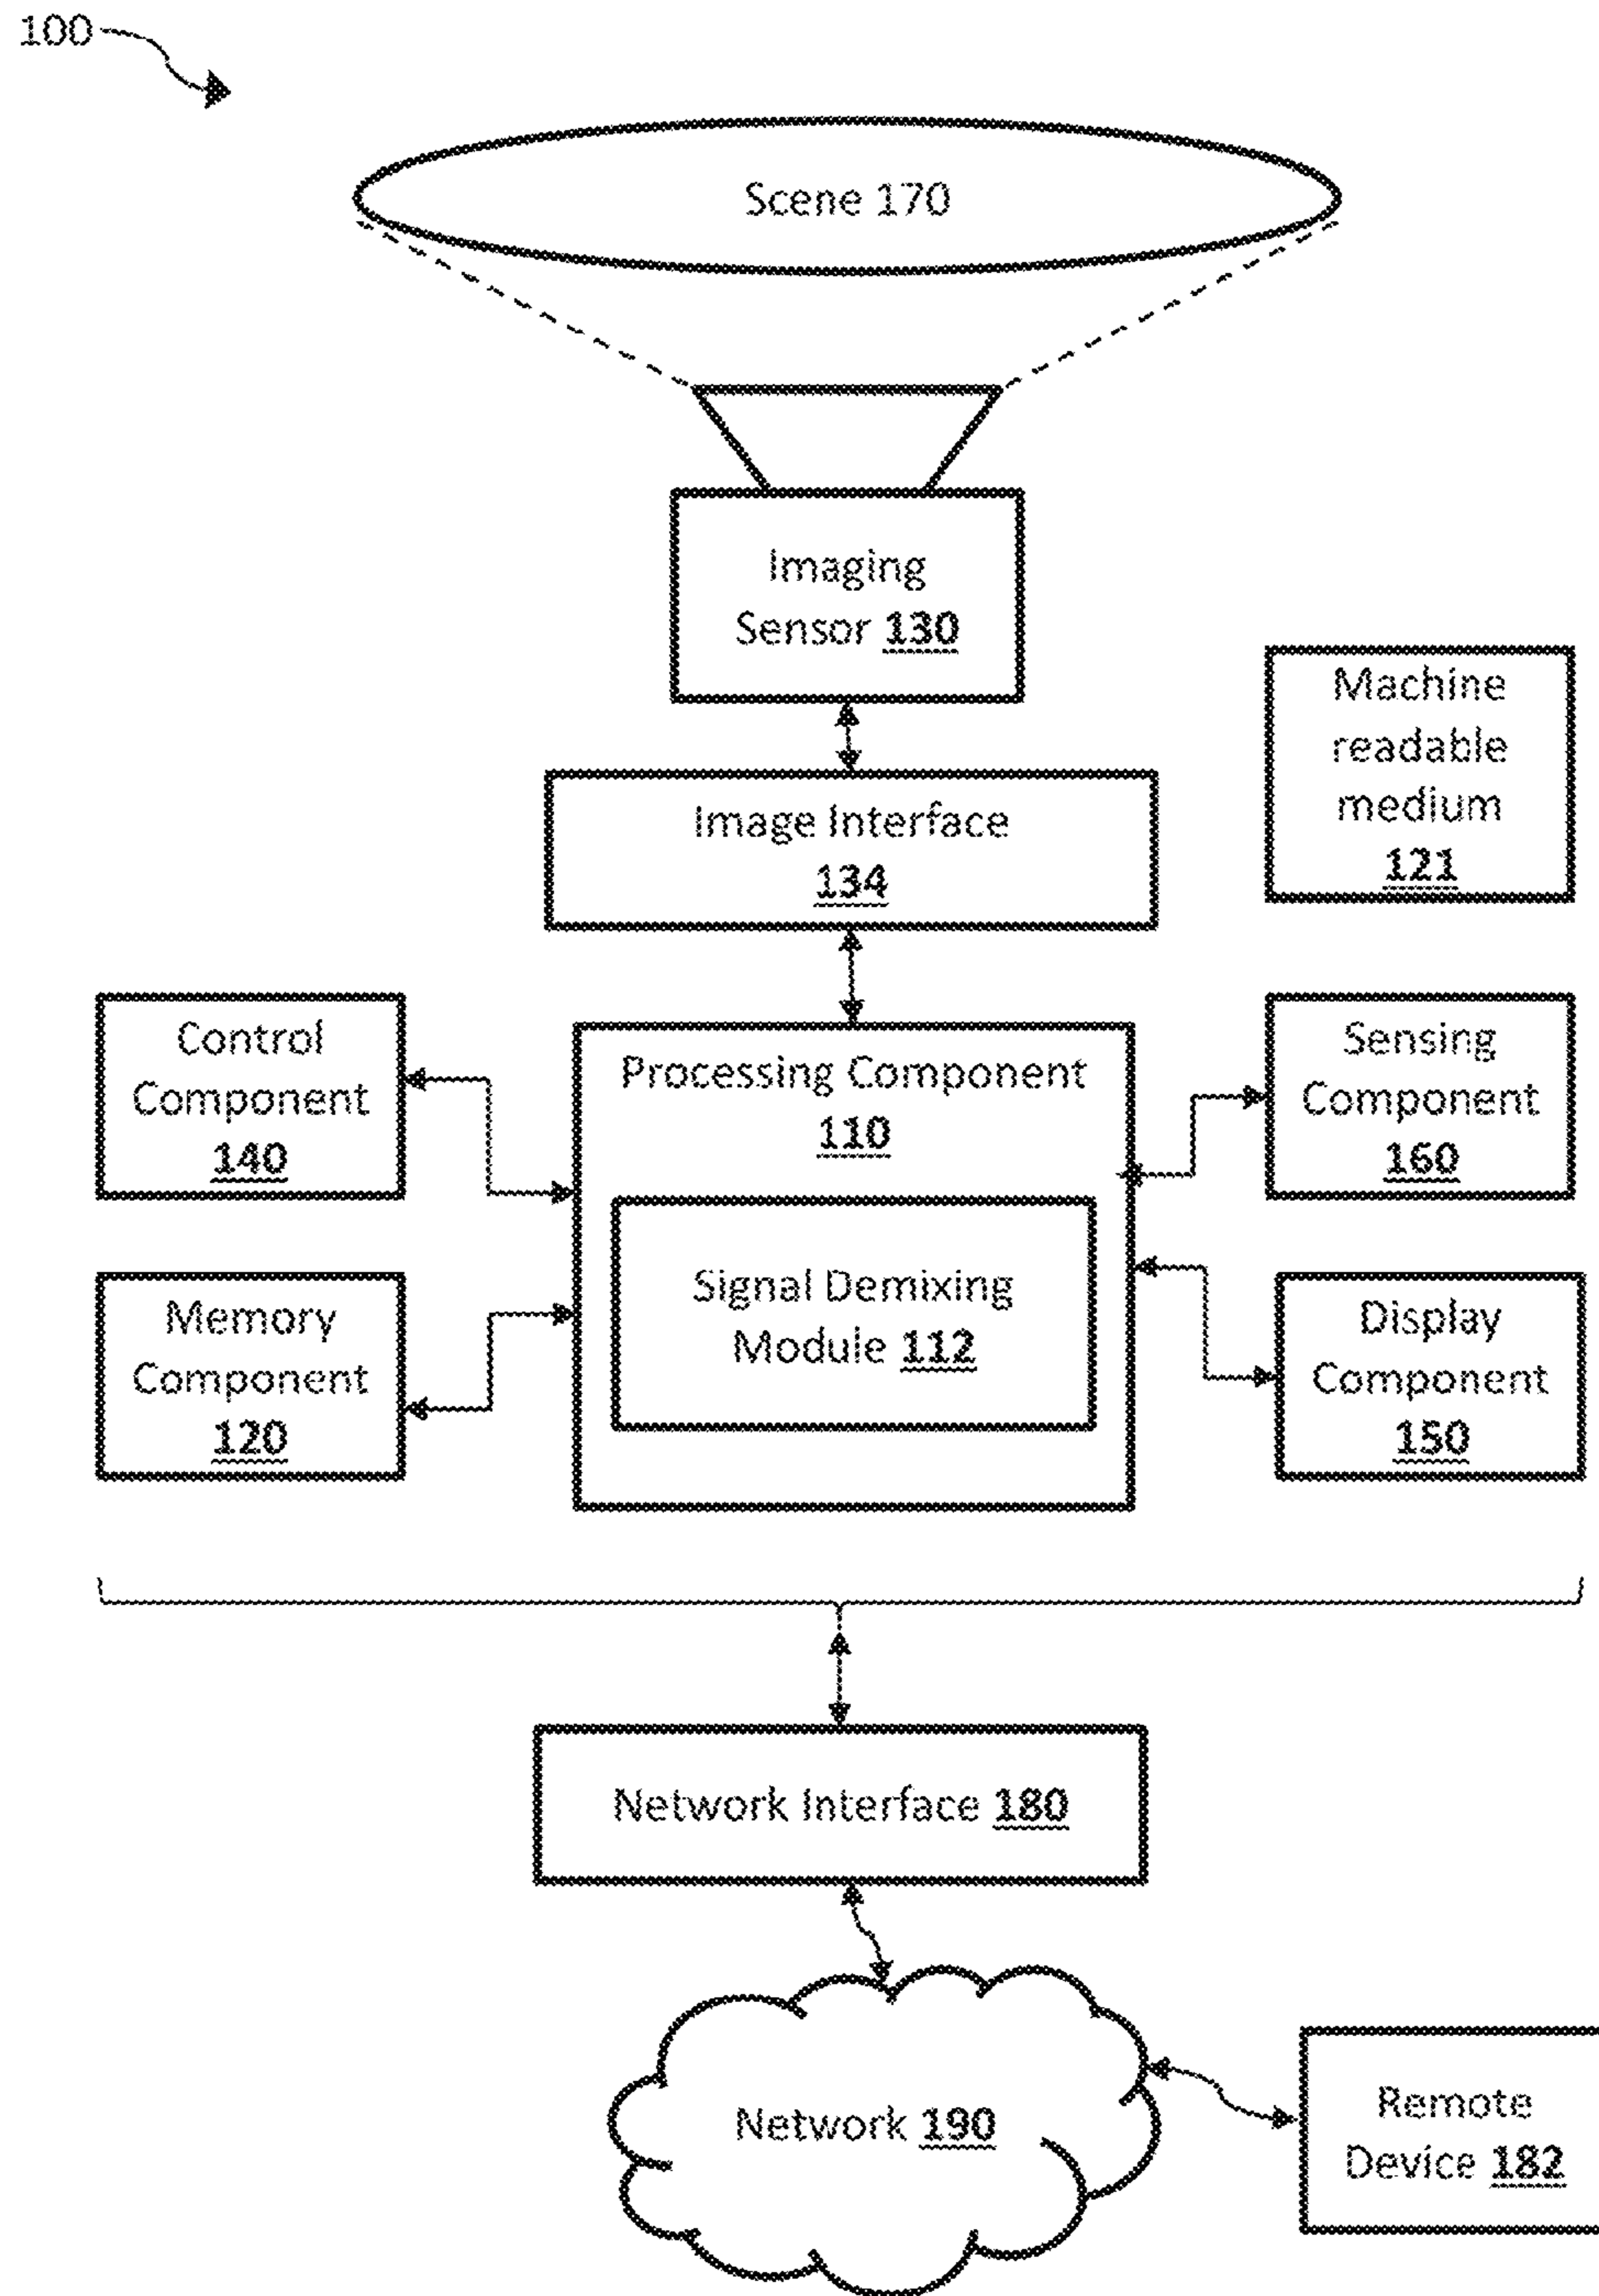 100
Scene 170
Imaging
Sensor 130
Machine
readable
medium
121
Image Interface
134
Control
Component
140
Processing Component
110
Sensing
Component
160
Signal Demixing
Module 112
Memory
Component
120
Display
Component
150
Network Interface 180
Network 190
Remote
Device 182